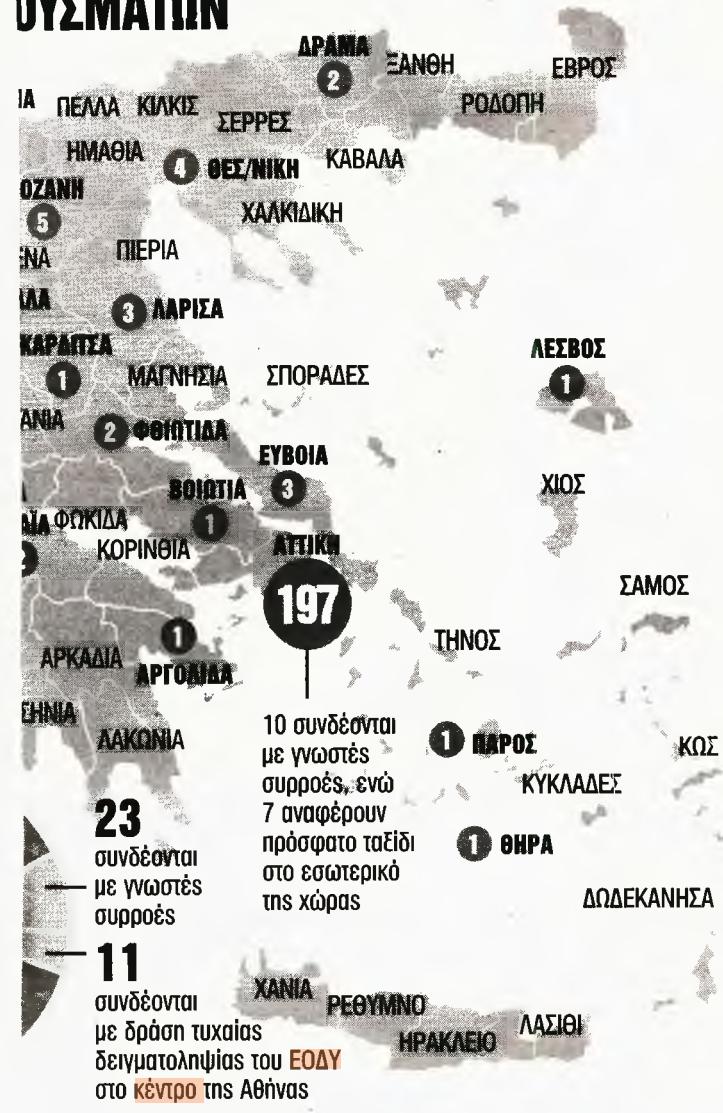 ΔΡΑΜΑ
2
ΞΑΝΘΗ
ΕΒΡΟΣ
ΠΕΛΛΑ ΚΙΛΚΙΣ
ΣΕΡΡΕΣ
ΡΟΔΟΠΗ
ΗΜΑΘΙΑ
4 ΘΕΣ/ΝΙΚΗ
ΚΑΒΑΛΑ
5
ΧΑΛΚΙΔΙΚΗ
ΠΙΕΡΙΑ
3 ΛΑΡΙΣΑ
ΚΑΡΔΙΤΣΑ
1
ΜΑΓΝΗΣΙΑ
ΣΠΟΡΑΔΕΣ
ΛΕΣΒΟΣ
1
2 ΦΘΙΩΤΙΔΑ
ΕΥΒΟΙΑ
3
ΒΟΙΩΤΙΑ
1
ΧΙΟΣ
ΦΩΚΙΔΑ
ΚΟΡΙΝΘΙΑ
ΑΤΤΙΚΗ
197
ΣΑΜΟΣ
ΤΗΝΟΣ
1
ΑΡΚΑΔΙΑ
ΑΡΓΟΛΙΔΑ
ΛΑΚΩΝΙΑ
10 συνδέονται
με γνωστές
συρροές, ενώ
7 αναφέρουν
πρόσφατο ταξίδι
στο εσωτερικό
της χώρας
1 ΠΑΡΟΣ
ΚΩΣ
ΚΥΚΛΑΔΕΣ
1 ΘΗΡΑ
ΔΩΔΕΚΑΝΗΣΑ
23
συνδέονται
με γνωστές
συρροές
11
συνδέονται
με δράση τυχαίας
δειγματοληψίας του ΕΟΔΥ
στο κέντρο της Αθήνας
ΧΑΝΙΑ
ΡΕΘΥΜΝΟ
ΗΡΑΚΛΕΙΟ
ΛΑΣΙΘΙ